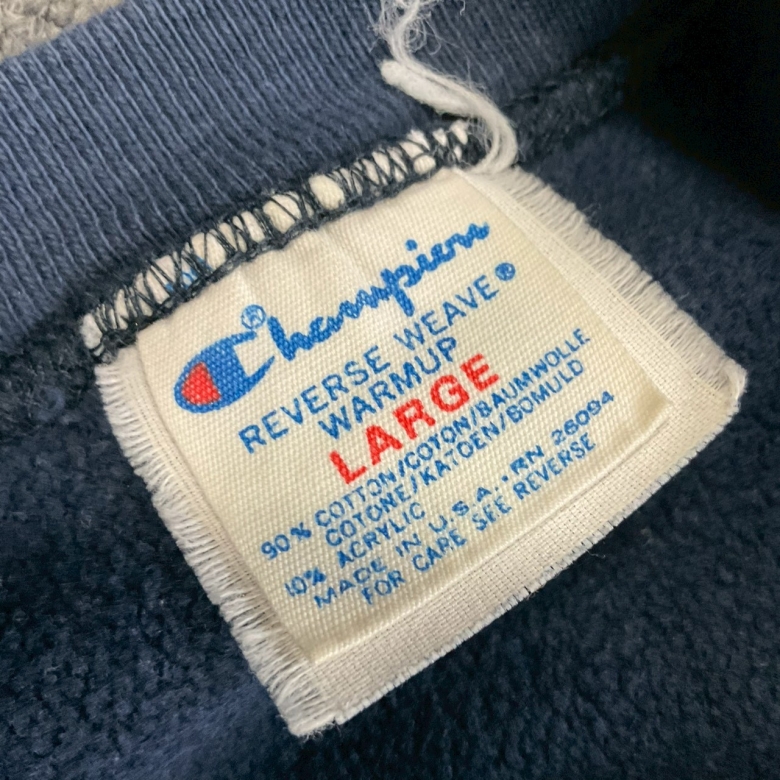 Champion®
REVERSE WEAVE®
WARMUP
LARGE
90% COTTON/COTON/BAUMWOLLE
COTONE/KATOEN/BOMULD
10% ACRYLIC
MADE IN U.S.A. · RN 26094
FOR CARE SEE REVERSE